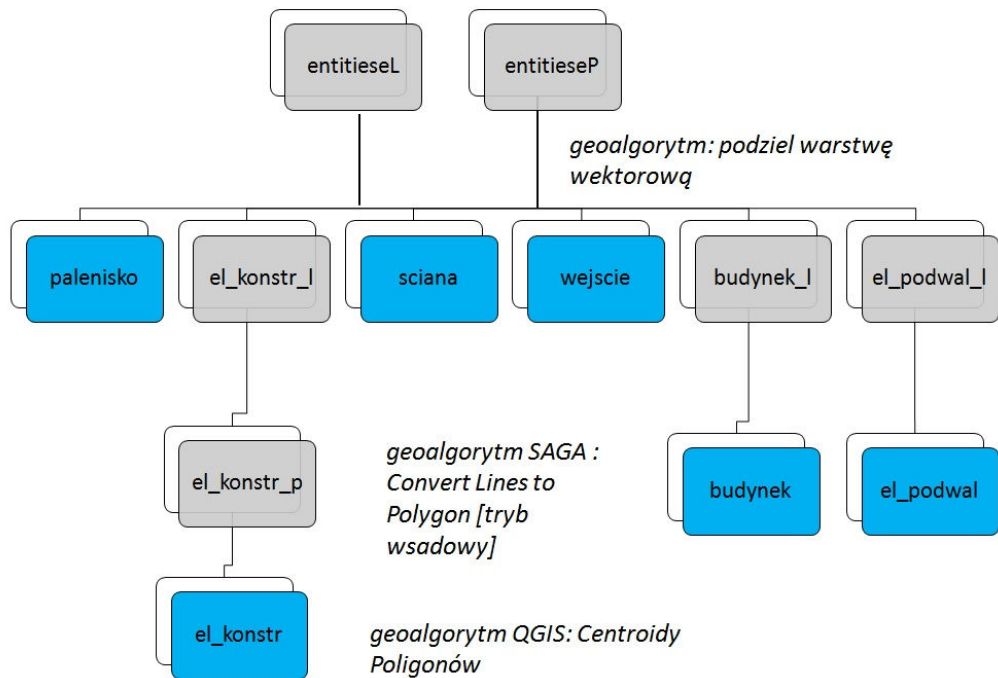 entitieseL
entitieseP
geoalgorytm: podziel warstwę
wektorową
palenisko
el_konstr_l
sciana
wejscie
budynek_l
el_podwal_l
el_konstr_p
geoalgorytm SAGA :
Convert Lines to
Polygon [tryb
wsadowy]
budynek
el_podwal
el_konstr
geoalgorytm QGIS: Centroidy
Poligonów